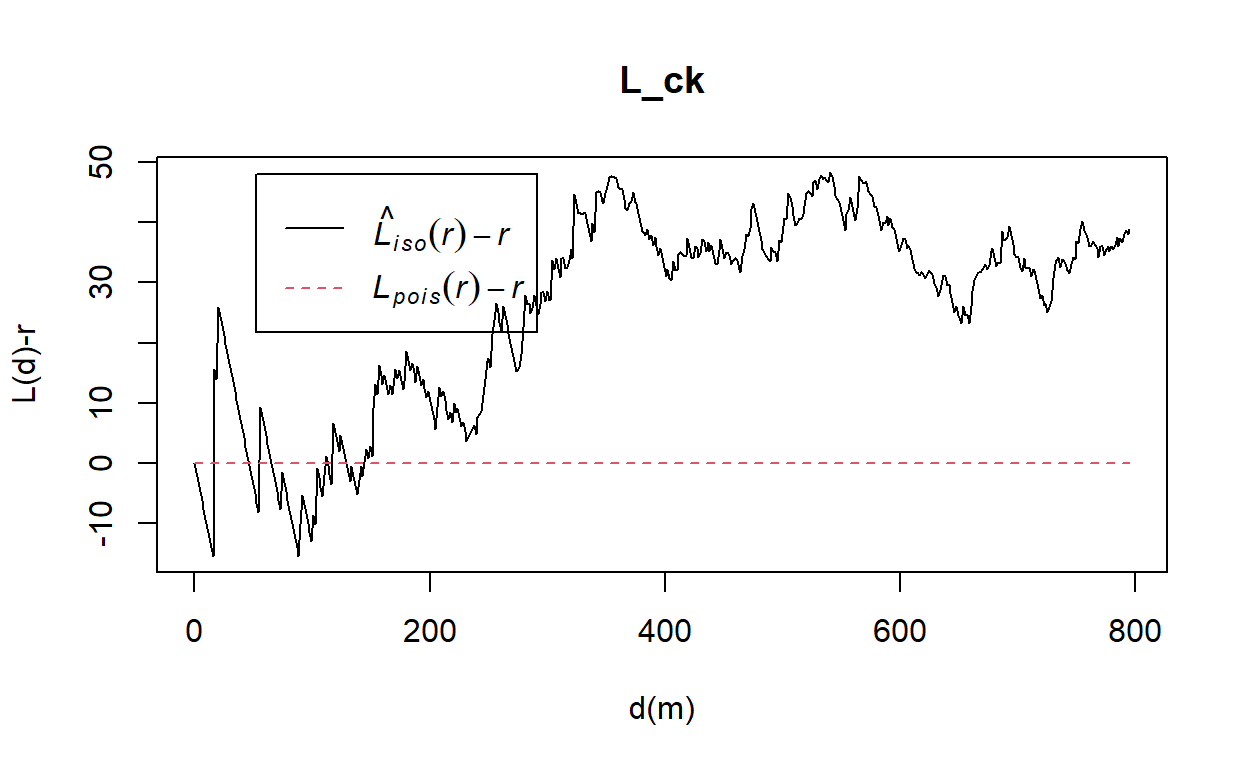 L_ck
L̂iso(r) – r
Lpois(r) – r
L(d)-r
50
30
10
0
-10
0 200 400 600 800
d(m)